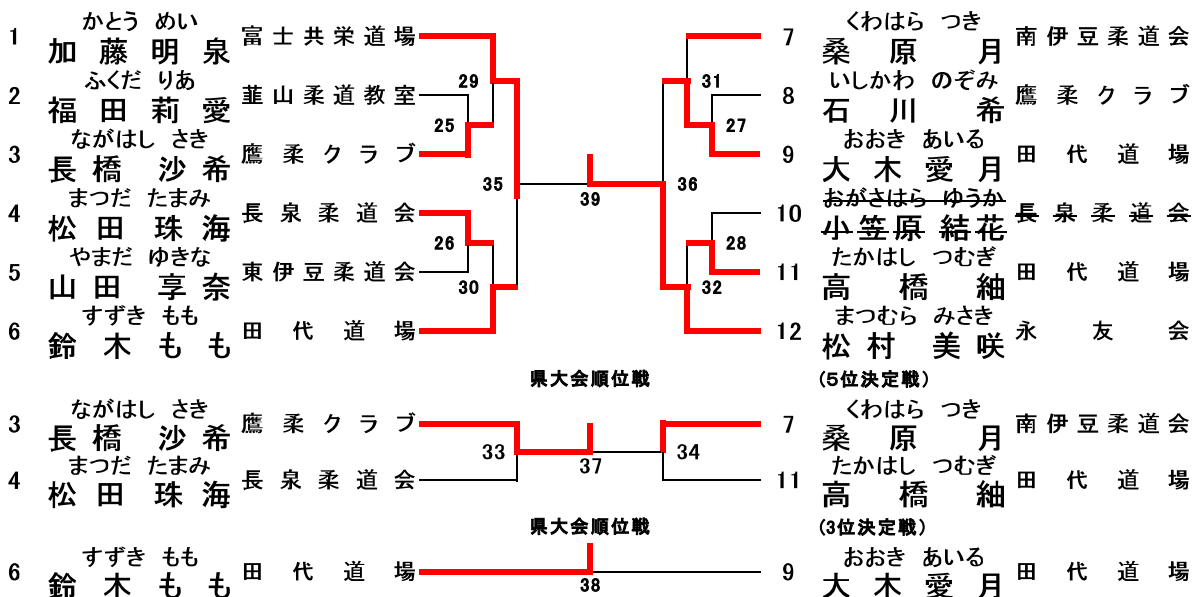 かとう めい
1 加藤明泉 富士共栄道場
ふくだ りあ
2 福田莉愛 韮山柔道教室
ながはし さき
3 長橋 沙希 鷹柔クラブ
まつだ たまみ
4 松田 珠海 長泉柔道会
やまだ ゆきな
5 山田 享奈 東伊豆柔道会
すずき もも
6 鈴木もも 田代道場
29
25
35
26
30
39
31
27
36
28
32
くわはら つき
7 桑原 月 南伊豆柔道会
いしかわ のぞみ
8 石川 希 鷹柔クラブ
おおき あいる
9 大木愛月 田代道場
おがさはら ゆうか
10 小笠原 結花 長泉柔道会
たかはし つむぎ
11 高橋 紬 田代道場
まつむら みさき
12 松村 美咲 永友会
県大会順位戦 (5位決定戦)
ながはし さき
3 長橋 沙希 鷹柔クラブ
まつだ たまみ
4 松田 珠海 長泉柔道会
33
37
34
くわはら つき
7 桑原 月 南伊豆柔道会
たかはし つむぎ
11 高橋 紬 田代道場
県大会順位戦 (3位決定戦)
すずき もも
6 鈴木もも 田代道場
38
おおき あいる
9 大木愛月 田代道場